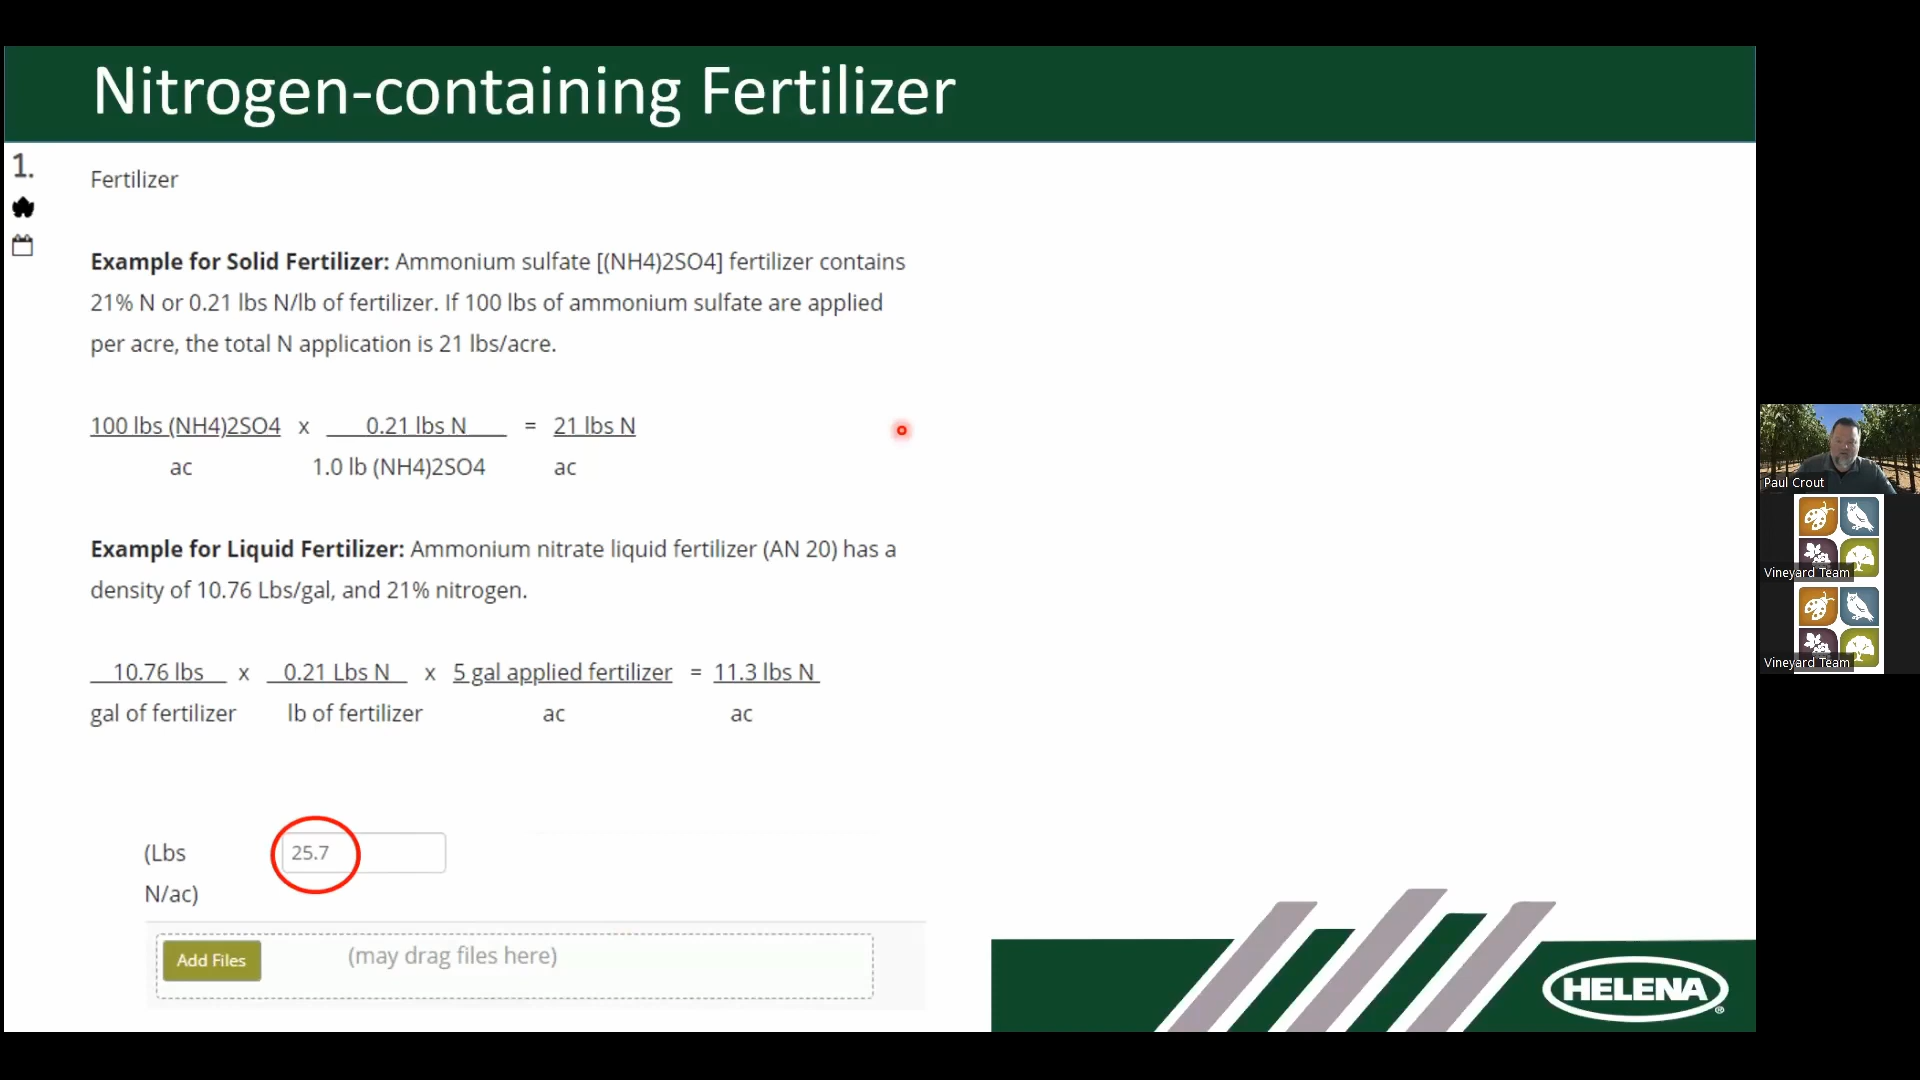 Nitrogen-containing Fertilizer
1.
Fertilizer
Example for Solid Fertilizer: Ammonium sulfate [(NH4)2SO4] fertilizer contains
21% N or 0.21 lbs N/lb of fertilizer. If 100 lbs of ammonium sulfate are applied
per acre, the total N application is 21 lbs/acre.
100 lbs (NH4)2SO4 x 0.21 lbs N = 21 lbs N
ac 1.0 lb (NH4)2SO4 ac
Example for Liquid Fertilizer: Ammonium nitrate liquid fertilizer (AN 20) has a
density of 10.76 Lbs/gal, and 21% nitrogen.
10.76 lbs x 0.21 Lbs N x 5 gal applied fertilizer = 11.3 lbs N
gal of fertilizer lb of fertilizer ac ac
(Lbs 25.7
N/ac)
Add Files (may drag files here)
HELENA®
Paul Crout
Vineyard Team
Vineyard Team